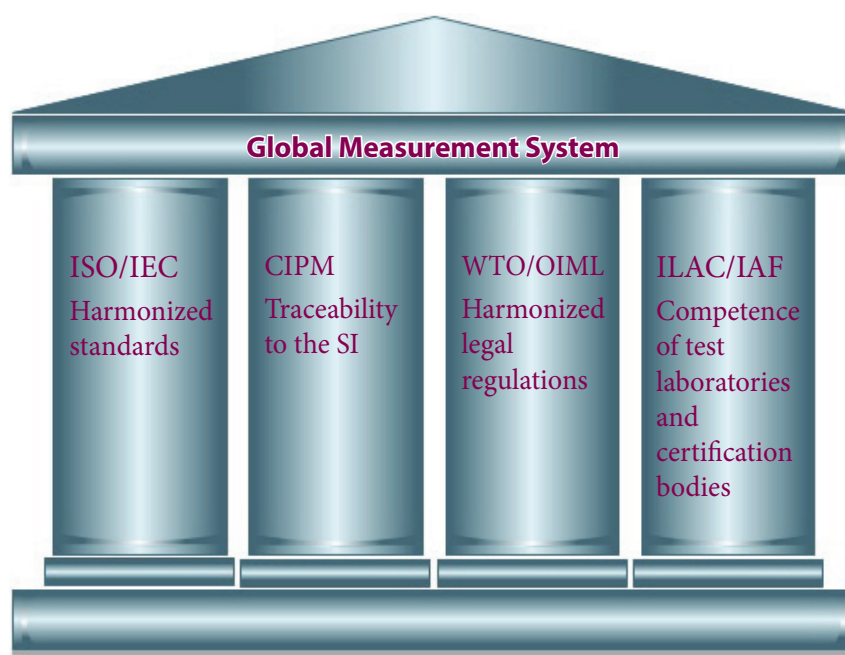 Global Measurement System
ISO/IEC
Harmonized
standards
CIPM
Traceability
to the SI
WTO/OIML
Harmonized
legal
regulations
ILAC/IAF
Competence
of test
laboratories
and
certification
bodies